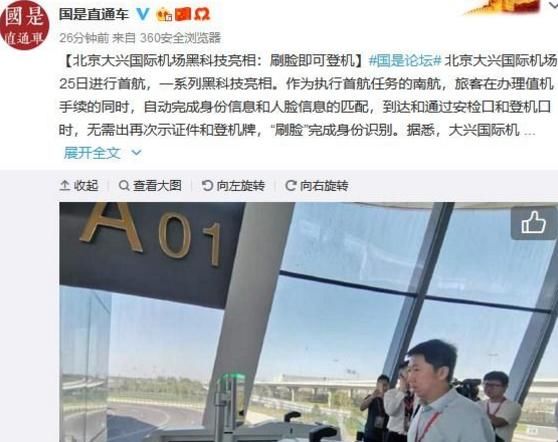 國是
直通車
国是直通车
26分钟前 来自 360安全浏览器
【北京大兴国际机场黑科技亮相：刷脸即可登机】#国是论坛# 北京大兴国际机场
25日进行首航，一系列黑科技亮相。作为执行首航任务的南航，旅客在办理值机
手续的同时，自动完成身份信息和人脸信息的匹配，到达和通过安检口和登机口
时，无需出再次示证件和登机牌，“刷脸”完成身份识别。据悉，大兴国际机 ...
展开全文
收起 查看大图 向左旋转 向右旋转
A01